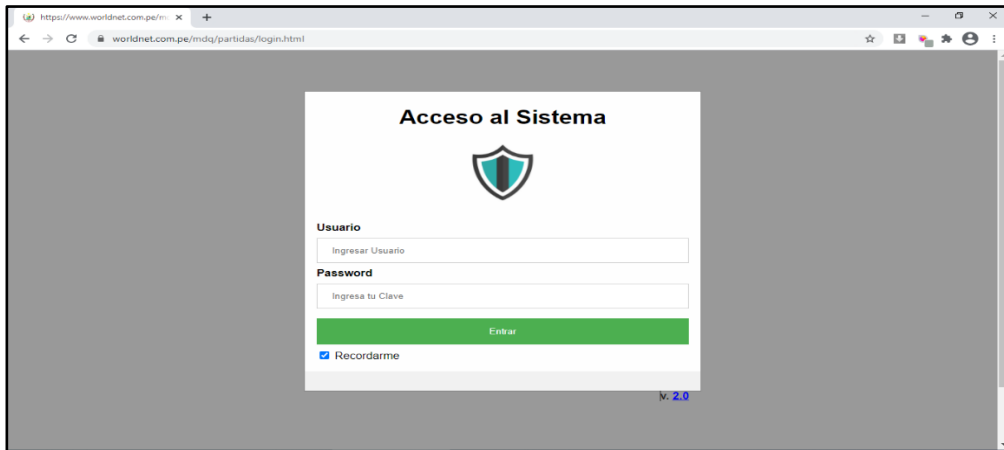 https://www.worldnet.com.pe/m
worldnet.com.pe/mdq/partidas/login.html
Acceso al Sistema
Usuario
Ingresar Usuario
Password
Ingresa tu Clave
Entrar
Recordarme
v. 2.0